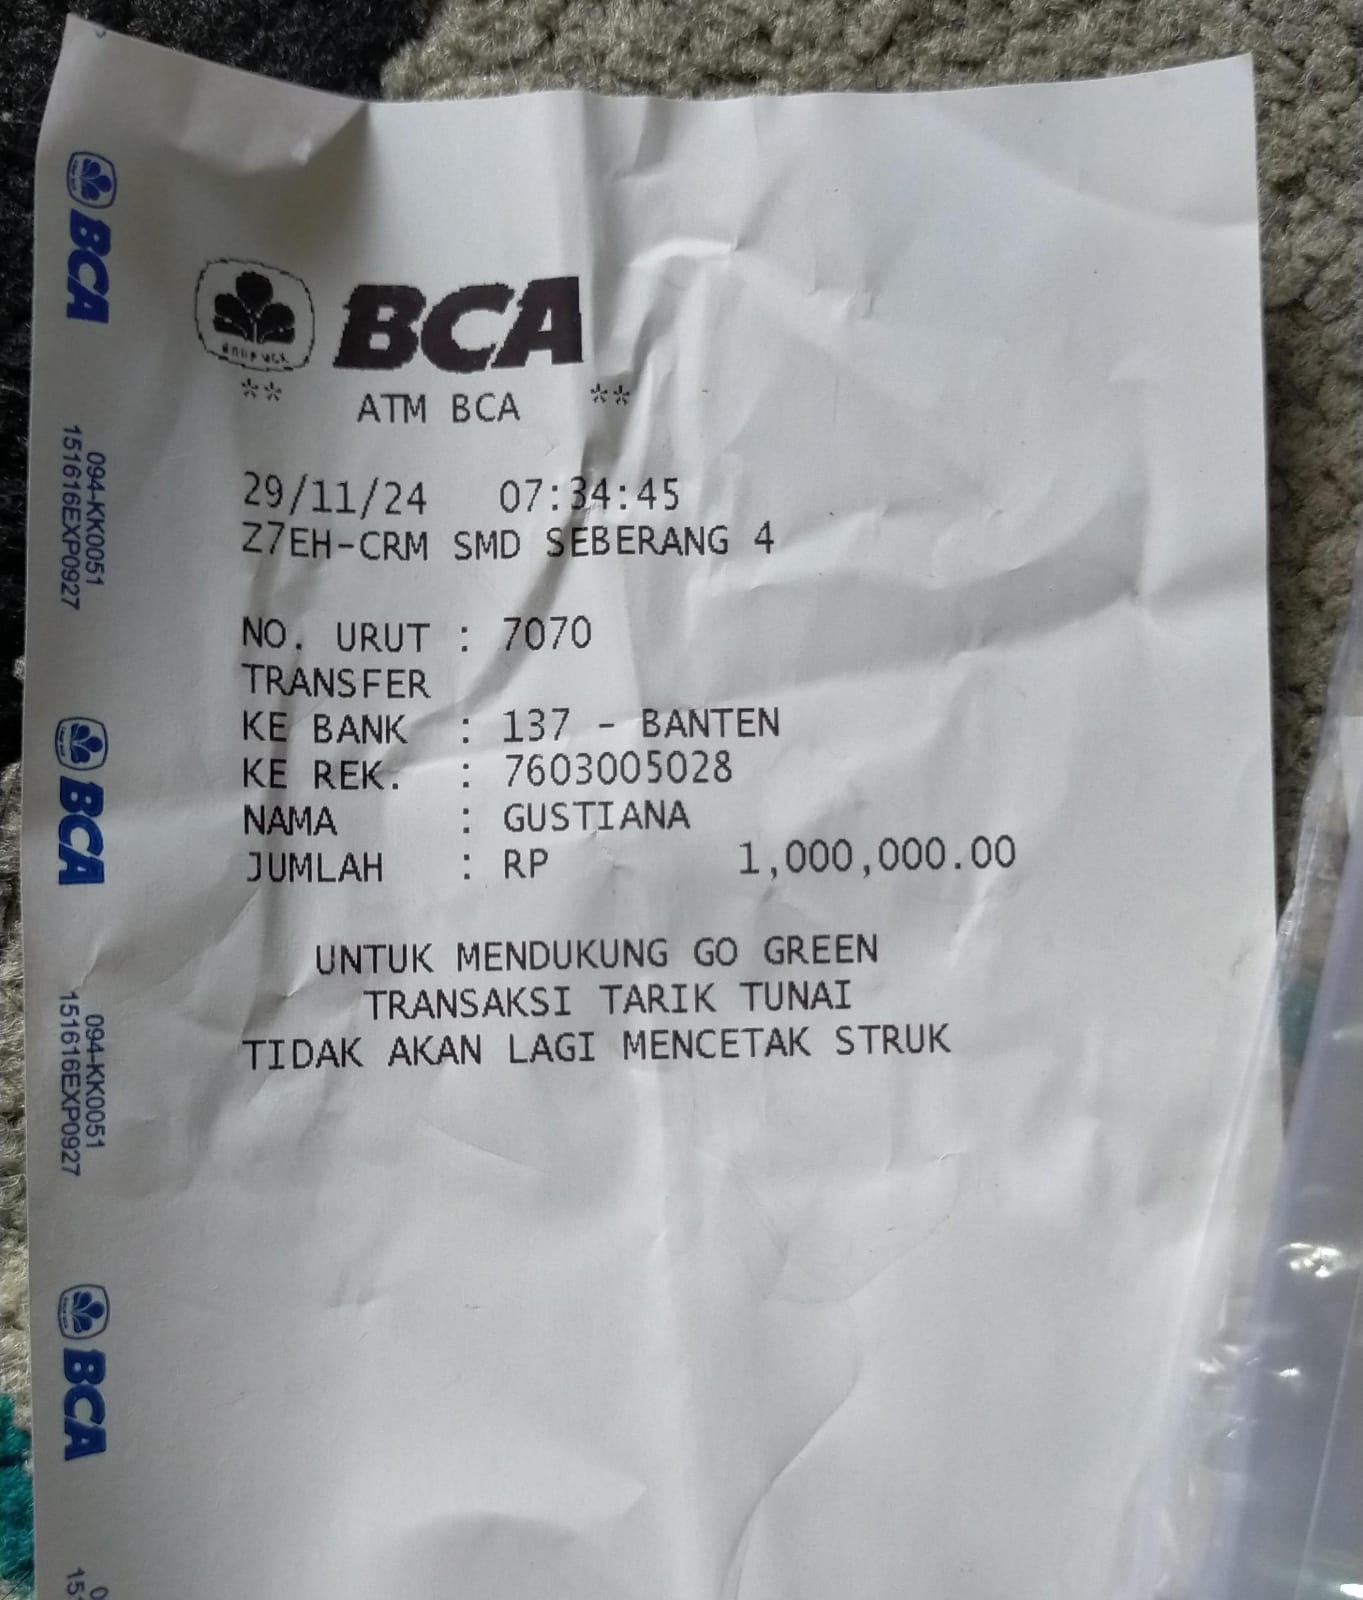 BCA
ATM BCA
** **
29/11/24 07:34:45
Z7EH-CRM SMD SEBERANG 4
NO. URUT : 7070
TRANSFER
KE BANK : 137 - BANTEN
KE REK. : 7603005028
NAMA : GUSTIANA
JUMLAH : RP 1,000,000.00
UNTUK MENDUKUNG GO GREEN
TRANSAKSI TARIK TUNAI
TIDAK AKAN LAGI MENCETAK STRUK
BCA
094-KK0051
151616EXP0927
BCA
094-KK0051
151616EXP0927
BCA